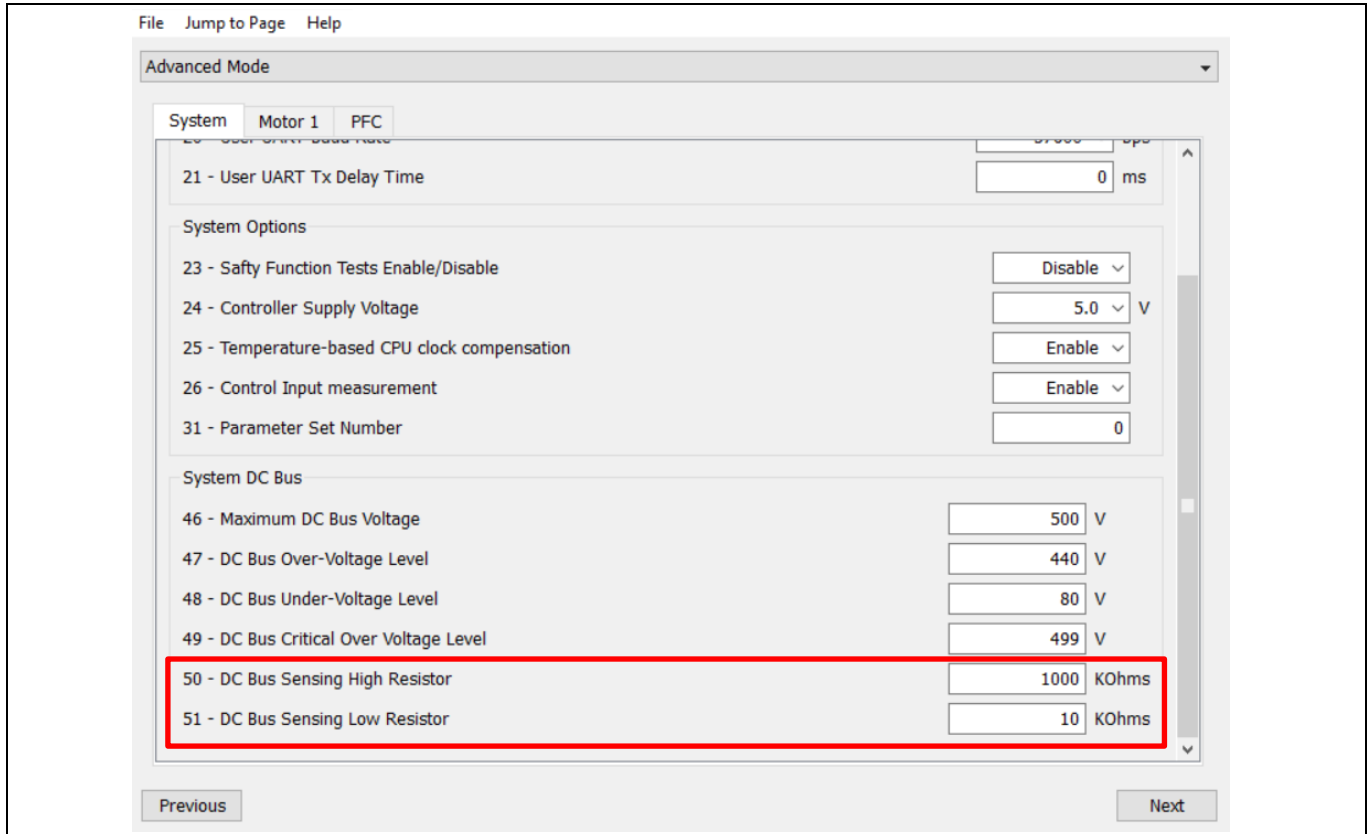 File Jump to Page Help
Advanced Mode
System Motor 1 PFC
21 - User UART Tx Delay Time 0 ms
System Options
23 - Safty Function Tests Enable/Disable Disable
24 - Controller Supply Voltage 5.0 V
25 - Temperature-based CPU clock compensation Enable
26 - Control Input measurement Enable
31 - Parameter Set Number 0
System DC Bus
46 - Maximum DC Bus Voltage 500 V
47 - DC Bus Over-Voltage Level 440 V
48 - DC Bus Under-Voltage Level 80 V
49 - DC Bus Critical Over Voltage Level 499 V
50 - DC Bus Sensing High Resistor 1000 KOhms
51 - DC Bus Sensing Low Resistor 10 KOhms
Previous Next